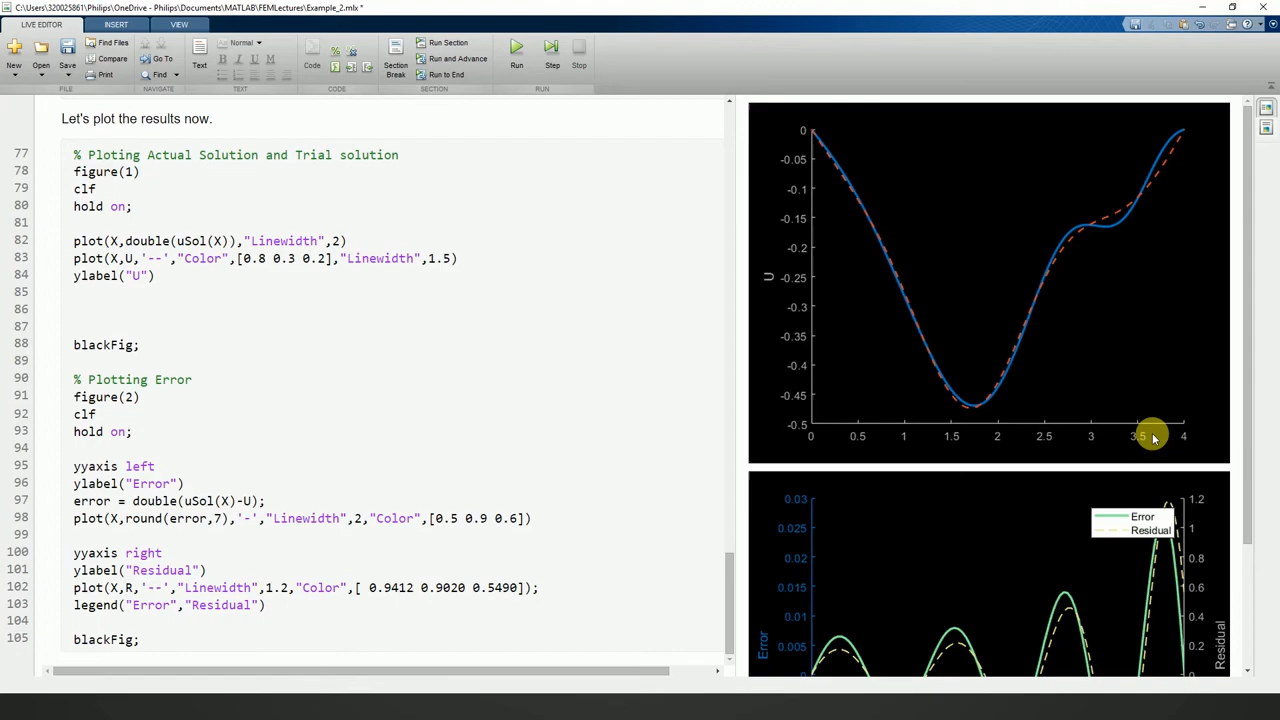 C:\Users\320025861\Philips\OneDrive - Philips\Documents\MATLAB\FEMLectures\Example_2.mlx *
LIVE EDITOR INSERT VIEW
New Open Save Find Files Compare Print
Go To Find
Text Normal B I U M
Code
Section Break Run Section Run and Advance Run to End
Run Step Stop
FILE NAVIGATE TEXT CODE SECTION RUN
Let's plot the results now.
77 % Ploting Actual Solution and Trial solution
78 figure(1)
79 clf
80 hold on;
81
82 plot(X,double(uSol(X)),"Linewidth",2)
83 plot(X,U,'--',"Color",[0.8 0.3 0.2],"Linewidth",1.5)
84 ylabel("U")
85
86
87
88 blackFig;
89
90 % Plotting Error
91 figure(2)
92 clf
93 hold on;
94
95 yyaxis left
96 ylabel("Error")
97 error = double(uSol(X)-U);
98 plot(X,round(error,7),'-',"Linewidth",2,"Color",[0.5 0.9 0.6])
99
100 yyaxis right
101 ylabel("Residual")
102 plot(X,R,'--',"Linewidth",1.2,"Color",[ 0.9412 0.9020 0.5490]);
103 legend("Error","Residual")
104
105 blackFig;
0
-0.05
-0.1
-0.15
-0.2
-0.25
-0.3
-0.35
-0.4
-0.45
-0.5
U
0 0.5 1 1.5 2 2.5 3 3.5 4
0.03
0.025
0.02
0.015
0.01
0.005
0
Error
Error
Residual
1.2
1
0.8
0.6
0.4
0.2
0
Residual